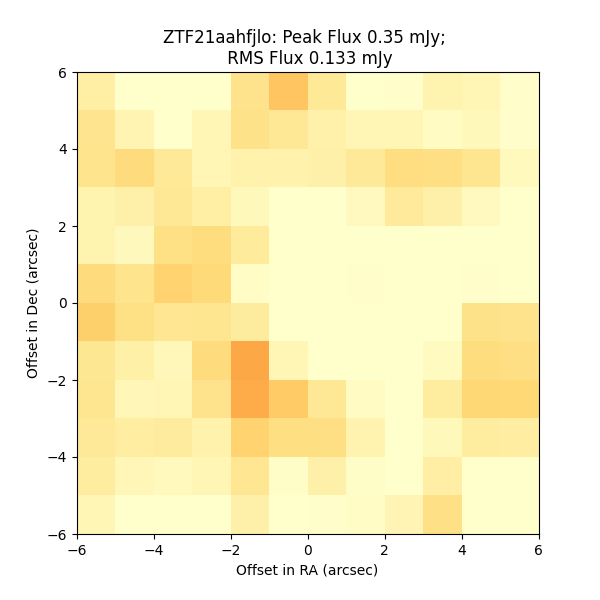 ZTF21aahfjlo: Peak Flux 0.35 mJy;
RMS Flux 0.133 mJy
6
4
2
0
−2
−4
−6
Offset in Dec (arcsec)
−6 −4 −2 0 2 4 6
Offset in RA (arcsec)